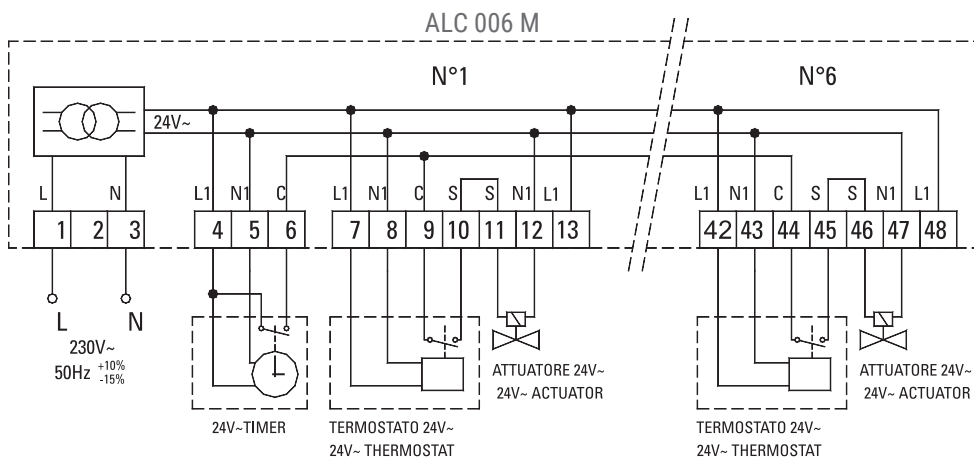 ALC 006 M
N°1 N°6
24V~
L N L1 N1 C L1 N1 C S S N1 L1 L1 N1 C S S N1 L1
1 2 3 4 5 6 7 8 9 10 11 12 13 42 43 44 45 46 47 48
L N
230V~
50Hz +10% -15%
24V~TIMER
TERMOSTATO 24V~
24V~ THERMOSTAT
ATTUATORE 24V~
24V~ ACTUATOR
TERMOSTATO 24V~
24V~ THERMOSTAT
ATTUATORE 24V~
24V~ ACTUATOR